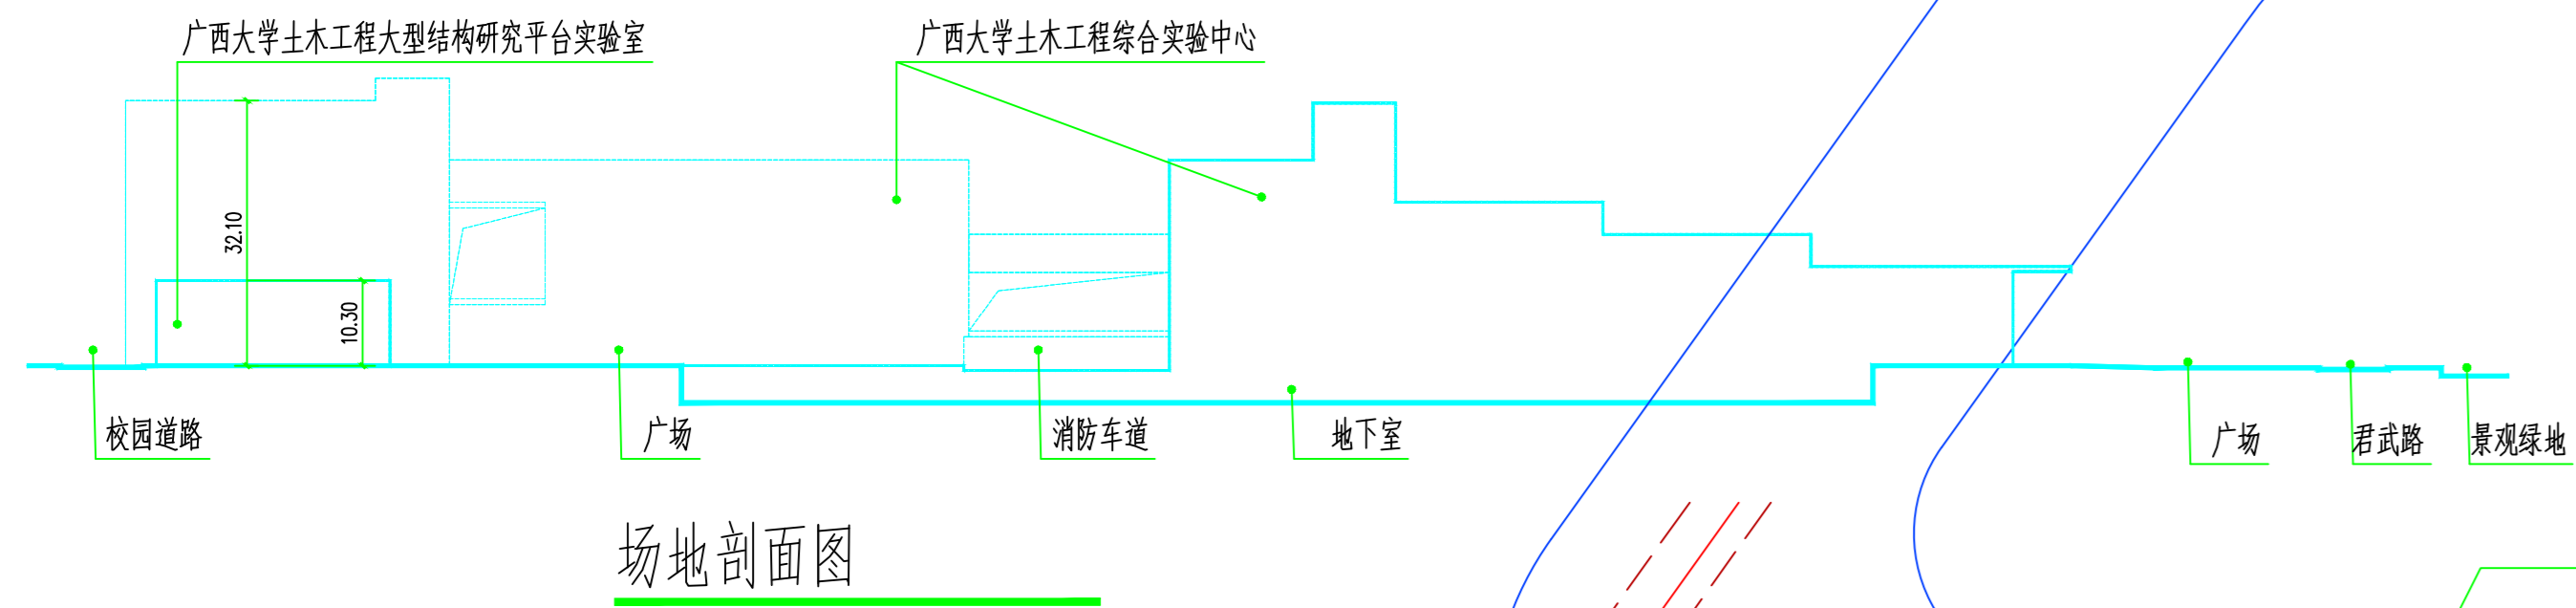 广西大学土木工程大型结构研究平台实验室
广西大学土木工程综合实验中心
32.10
10.30
校园道路
广场
消防车道
地下室
广场
君武路
景观绿地
场地剖面图